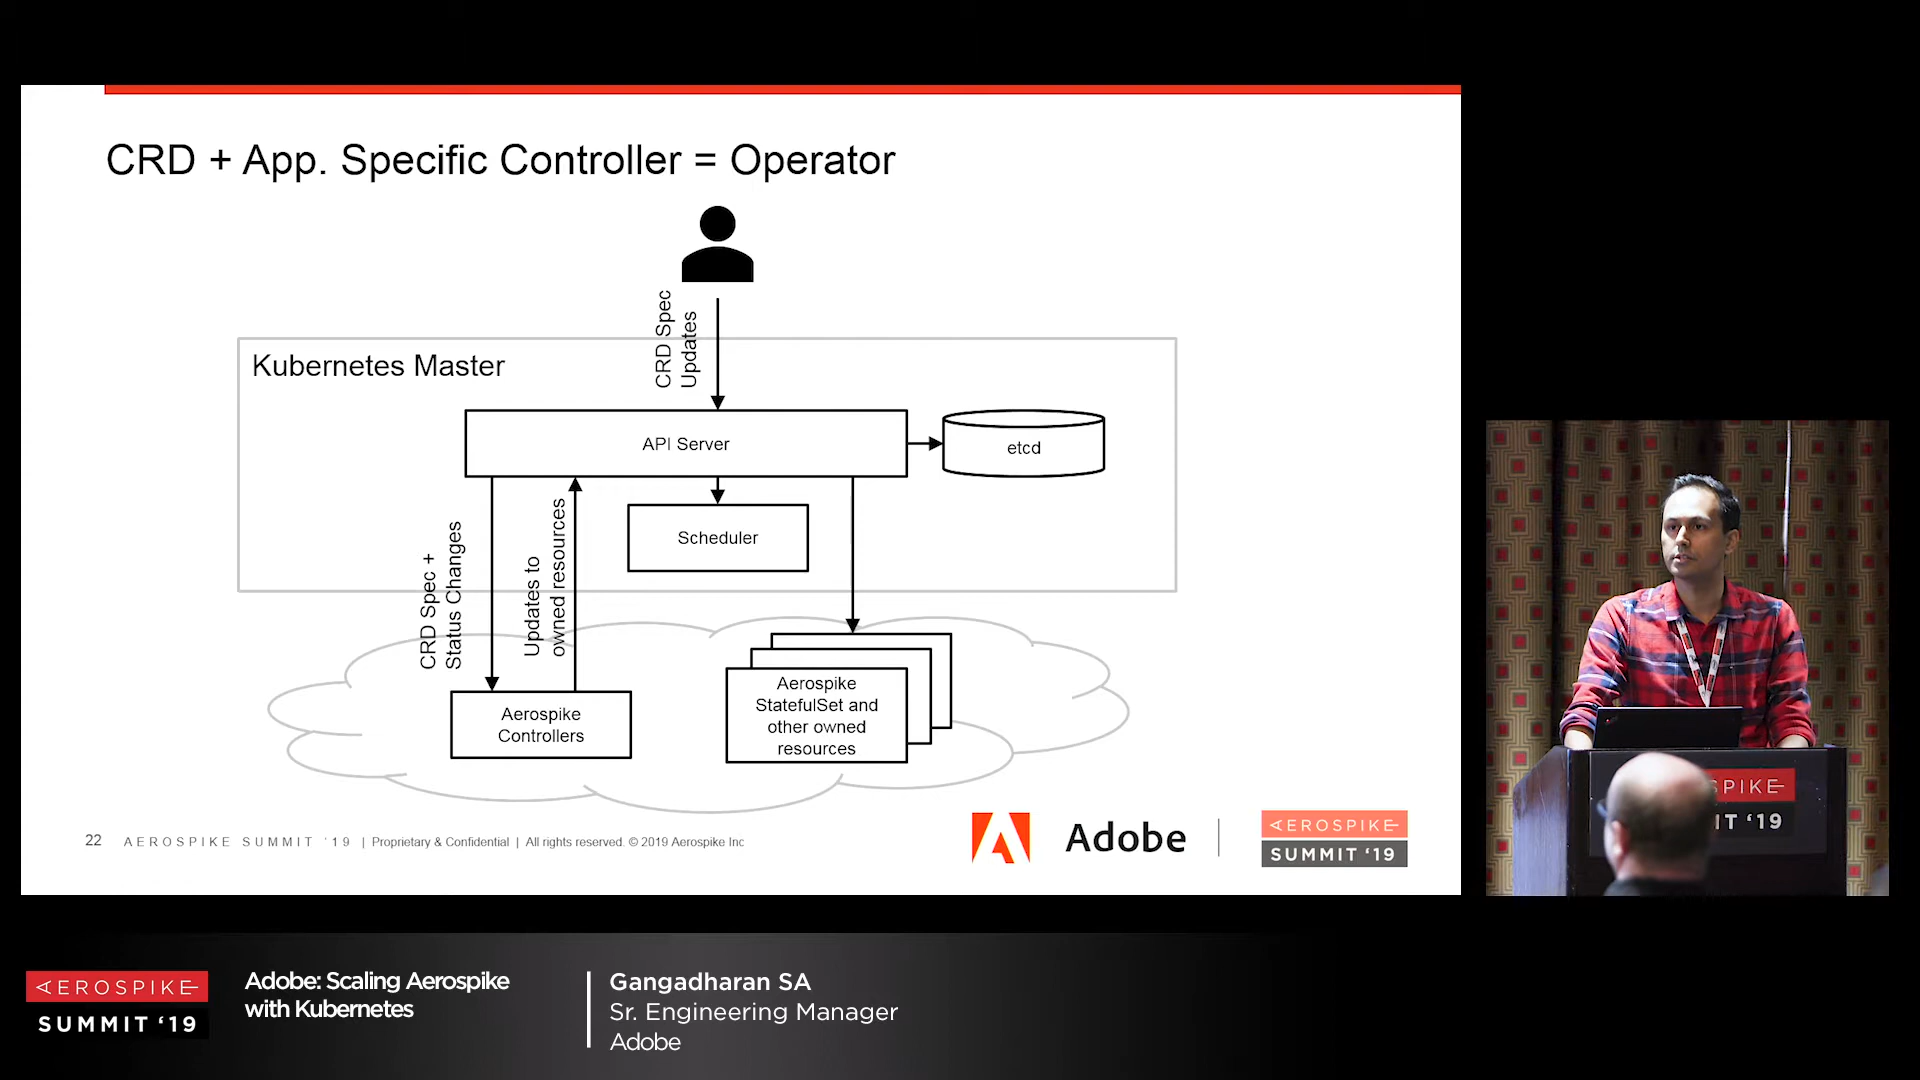 CRD + App. Specific Controller = Operator
CRD Spec
Updates
Kubernetes Master
API Server
etcd
Scheduler
CRD Spec +
Status Changes
Updates to
owned resources
Aerospike
Controllers
Aerospike
StatefulSet and
other owned
resources
22 AEROSPIKE SUMMIT '19 | Proprietary & Confidential | All rights reserved. © 2019 Aerospike Inc
Adobe
AEROSPIKE
SUMMIT '19
SPIKE
IT '19
AEROSPIKE
SUMMIT '19
Adobe: Scaling Aerospike
with Kubernetes
Gangadharan SA
Sr. Engineering Manager
Adobe